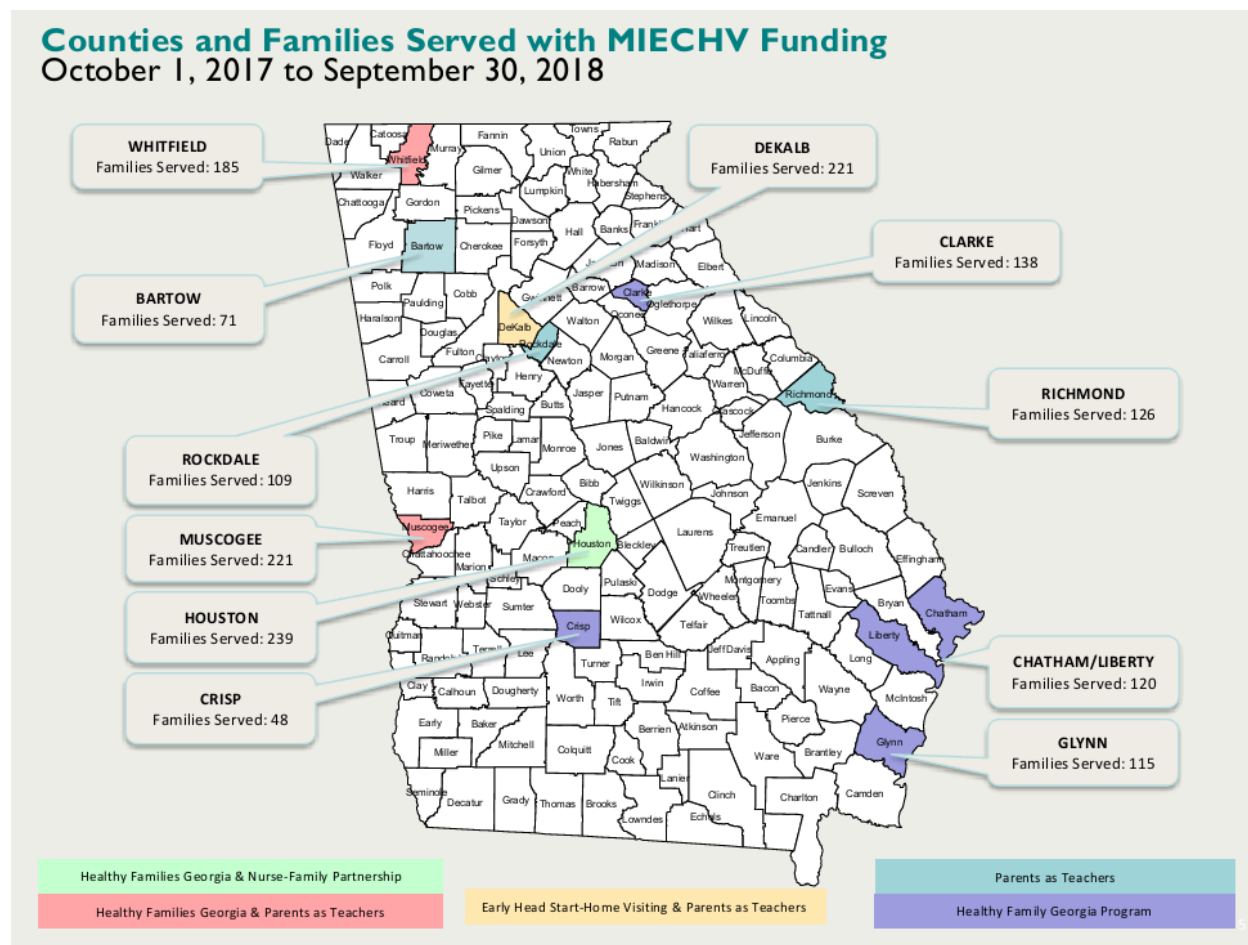 Counties and Families Served with MIECHV Funding
October 1, 2017 to September 30, 2018
WHITFIELD
Families Served: 185
BARTOW
Families Served: 71
ROCKDALE
Families Served: 109
MUSCOGEE
Families Served: 221
HOUSTON
Families Served: 239
CRISP
Families Served: 48
DEKALB
Families Served: 221
CLARKE
Families Served: 138
RICHMOND
Families Served: 126
CHATHAM/LIBERTY
Families Served: 120
GLYNN
Families Served: 115
Dade
Catoosa
Whitfield
Murray
Fannin
Towns
Rabun
Union
Walker
Gilmer
White
Habersham
Lumpkin
Stephens
Chattooga
Gordon
Pickens
Dawson
Hall
Banks
Floyd
Bartow
Cherokee
Forsyth
Madison
Elbert
Polk
Paulding
Cobb
Barrow
Clarke
Oglethorpe
Haralson
Douglas
DeKalb
Walton
Oconee
Wilkes
Lincoln
Carroll
Fulton
Rockdale
Newton
Morgan
Greene
Taliaferro
Columbia
McDuffie
Coweta
Fayette
Henry
Jasper
Putnam
Warren
Richmond
Spalding
Butts
Hancock
Glascock
Troup
Meriwether
Pike
Lamar
Monroe
Jones
Baldwin
Jefferson
Burke
Washington
Upson
Bibb
Wilkinson
Harris
Talbot
Crawford
Twiggs
Johnson
Jenkins
Screven
Muscogee
Taylor
Peach
Houston
Bleckley
Laurens
Emanuel
Chattahoochee
Marion
Macon
Treutlen
Candler
Bulloch
Effingham
Schley
Dooly
Pulaski
Dodge
Montgomery
Wheeler
Toombs
Evans
Bryan
Chatham
Stewart
Webster
Sumter
Crisp
Wilcox
Telfair
Tattnall
Liberty
Quitman
Lee
Turner
Ben Hill
Jeff Davis
Appling
Long
Clay
Calhoun
Dougherty
Worth
Tift
Irwin
Coffee
Bacon
Wayne
McIntosh
Early
Baker
Mitchell
Colquitt
Berrien
Atkinson
Pierce
Glynn
Miller
Cook
Ware
Brantley
Seminole
Decatur
Grady
Thomas
Brooks
Lowndes
Lanier
Echols
Clinch
Charlton
Camden
Healthy Families Georgia & Nurse-Family Partnership
Healthy Families Georgia & Parents as Teachers
Early Head Start-Home Visiting & Parents as Teachers
Parents as Teachers
Healthy Family Georgia Program
5